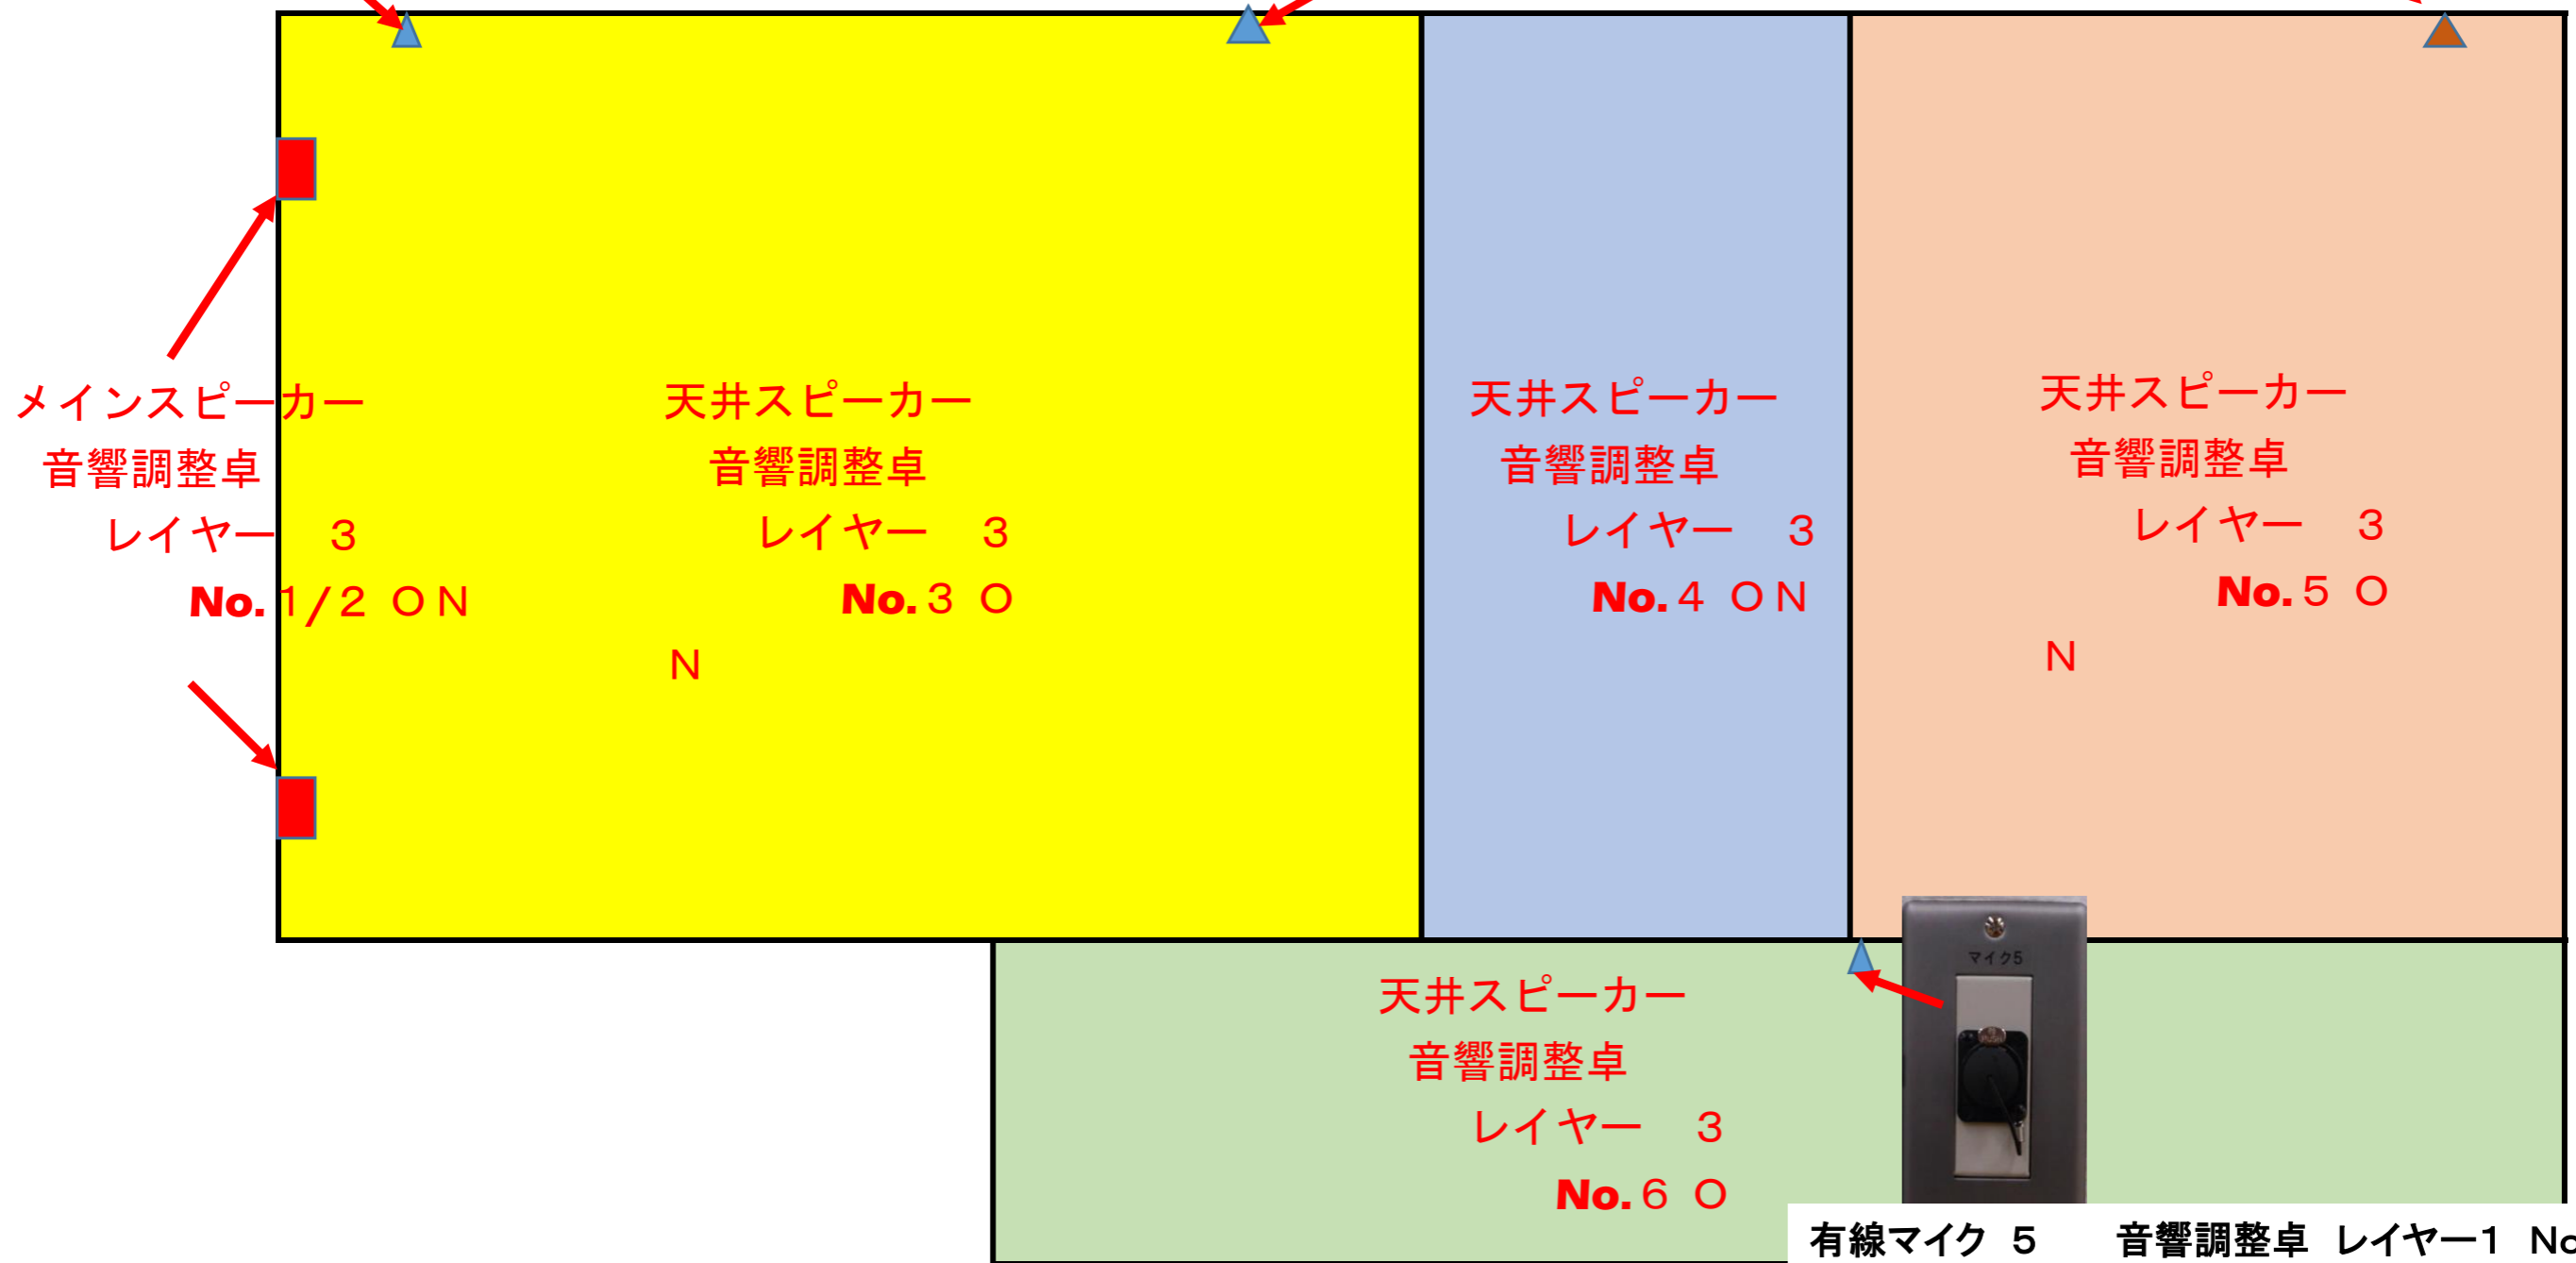 メインスピーカー
音響調整卓
レイヤー　3
No.1/2 ON
天井スピーカー
音響調整卓
レイヤー　3
No.3 O
N
天井スピーカー
音響調整卓
レイヤー　3
No.4 ON
天井スピーカー
音響調整卓
レイヤー　3
No.5 O
N
天井スピーカー
音響調整卓
レイヤー　3
No.6 O
マイク5
有線マイク 5　音響調整卓 レイヤー1 No